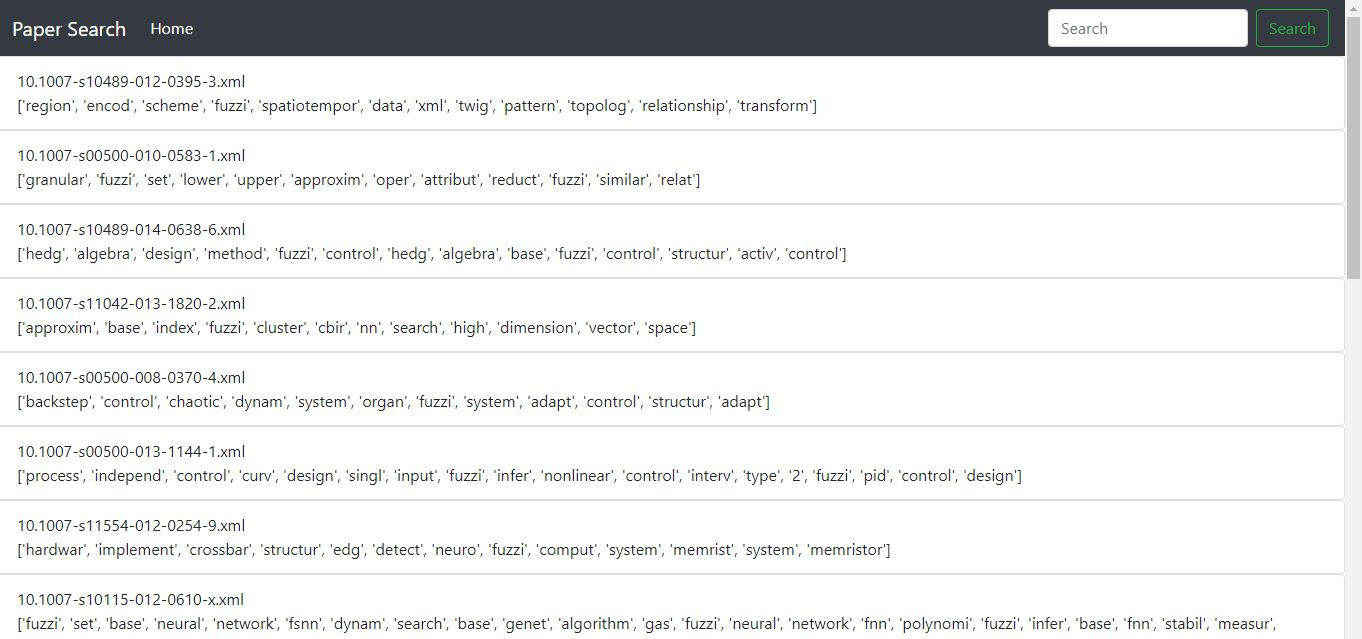 Paper Search Home Search Search
10.1007-s10489-012-0395-3.xml
['region', 'encod', 'scheme', 'fuzzi', 'spatiotempor', 'data', 'xml', 'twig', 'pattern', 'topolog', 'relationship', 'transform']
10.1007-s00500-010-0583-1.xml
['granular', 'fuzzi', 'set', 'lower', 'upper', 'approxim', 'oper', 'attribut', 'reduct', 'fuzzi', 'similar', 'relat']
10.1007-s10489-014-0638-6.xml
['hedg', 'algebra', 'design', 'method', 'fuzzi', 'control', 'hedg', 'algebra', 'base', 'fuzzi', 'control', 'structur', 'activ', 'control']
10.1007-s11042-013-1820-2.xml
['approxim', 'base', 'index', 'fuzzi', 'cluster', 'cbir', 'nn', 'search', 'high', 'dimension', 'vector', 'space']
10.1007-s00500-008-0370-4.xml
['backstep', 'control', 'chaotic', 'dynam', 'system', 'organ', 'fuzzi', 'system', 'adapt', 'control', 'structur', 'adapt']
10.1007-s00500-013-1144-1.xml
['process', 'independ', 'control', 'curv', 'design', 'singl', 'input', 'fuzzi', 'infer', 'nonlinear', 'control', 'interv', 'type', '2', 'fuzzi', 'pid', 'control', 'design']
10.1007-s11554-012-0254-9.xml
['hardwar', 'implement', 'crossbar', 'structur', 'edg', 'detect', 'neuro', 'fuzzi', 'comput', 'system', 'memrist', 'system', 'memristor']
10.1007-s10115-012-0610-x.xml
['fuzzi', 'set', 'base', 'neural', 'network', 'fsnn', 'dynam', 'search', 'base', 'genet', 'algorithm', 'gas', 'fuzzi', 'neural', 'network', 'fnn', 'polynomi', 'fuzzi', 'infer', 'base', 'fnn', 'stabil', 'measur',